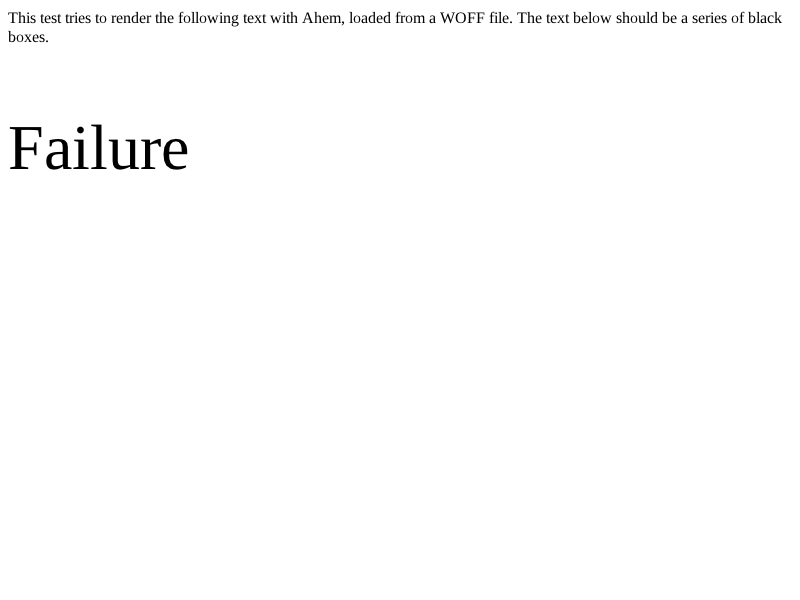 This test tries to render the following text with Ahem, loaded from a WOFF file. The text below should be a series of black
boxes.
Failure